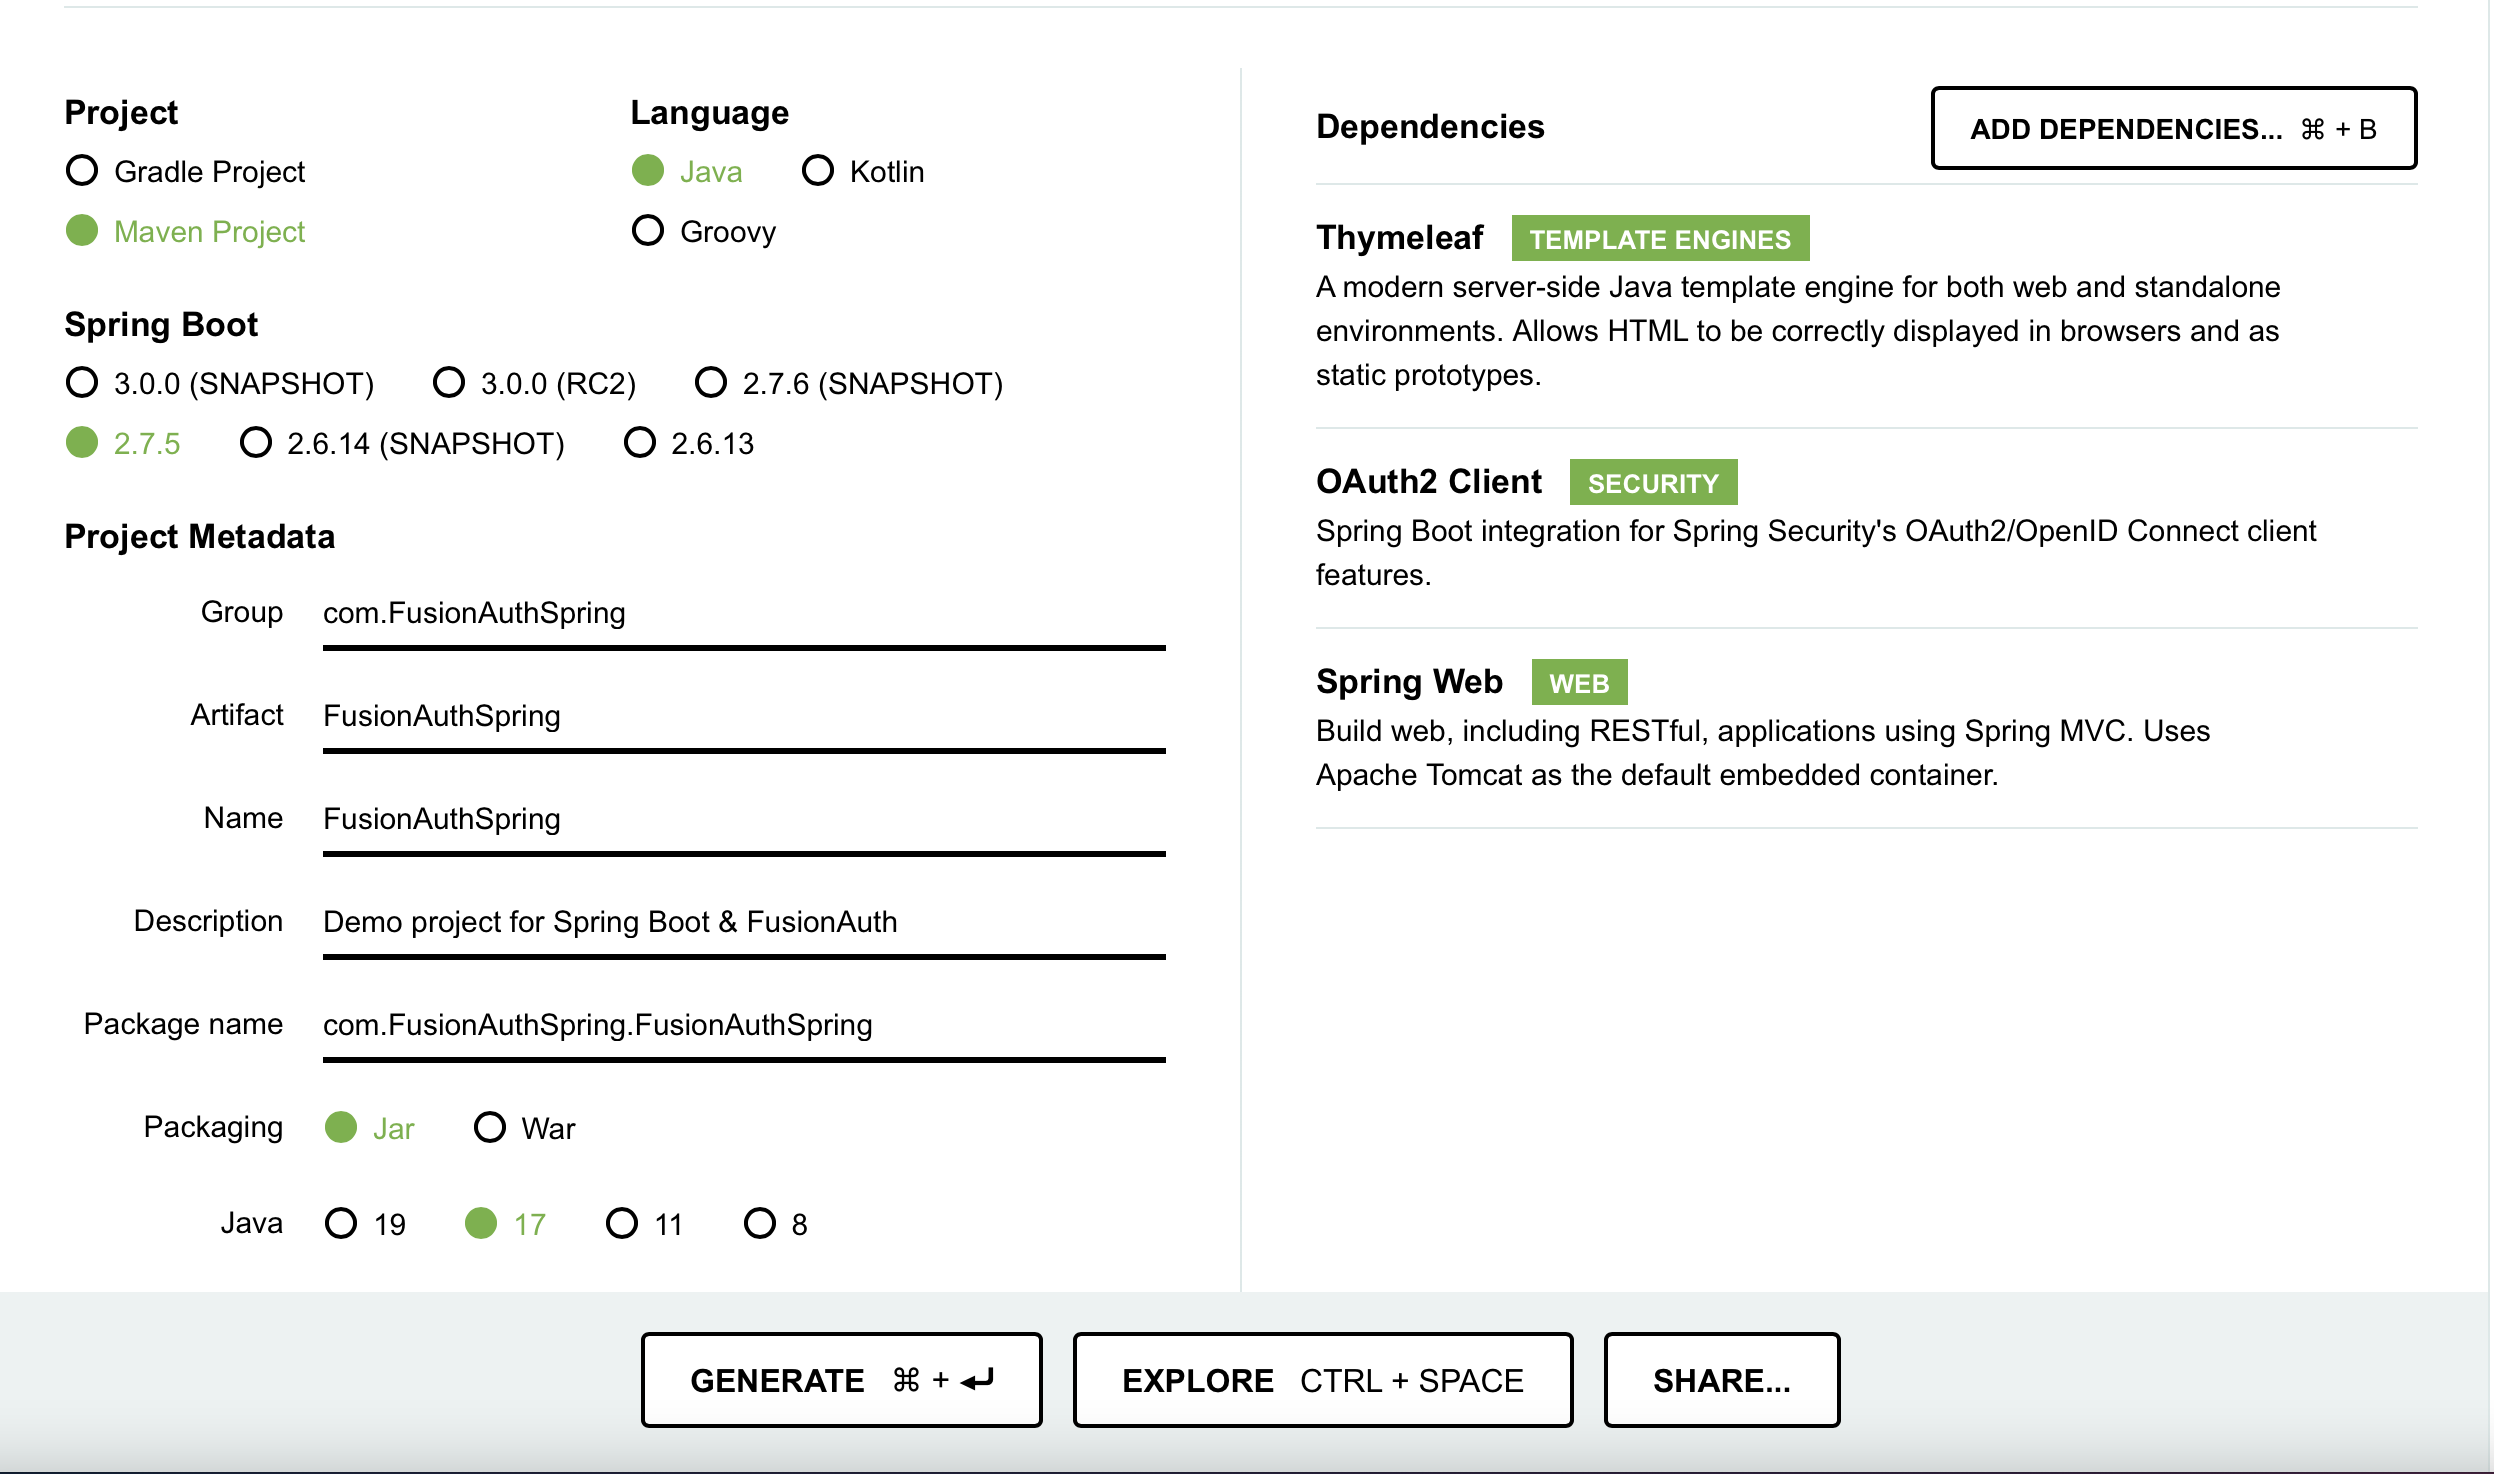 Project
Gradle Project
Maven Project
Language
Java Kotlin
Groovy
Spring Boot
3.0.0 (SNAPSHOT) 3.0.0 (RC2) 2.7.6 (SNAPSHOT)
2.7.5 2.6.14 (SNAPSHOT) 2.6.13
Project Metadata
Group com.FusionAuthSpring
Artifact FusionAuthSpring
Name FusionAuthSpring
Description Demo project for Spring Boot & FusionAuth
Package name com.FusionAuthSpring.FusionAuthSpring
Packaging Jar War
Java 19 17 11 8
Dependencies
ADD DEPENDENCIES... ⌘ + B
Thymeleaf TEMPLATE ENGINES
A modern server-side Java template engine for both web and standalone
environments. Allows HTML to be correctly displayed in browsers and as
static prototypes.
OAuth2 Client SECURITY
Spring Boot integration for Spring Security's OAuth2/OpenID Connect client
features.
Spring Web WEB
Build web, including RESTful, applications using Spring MVC. Uses
Apache Tomcat as the default embedded container.
GENERATE ⌘ + ⏎
EXPLORE CTRL + SPACE
SHARE...